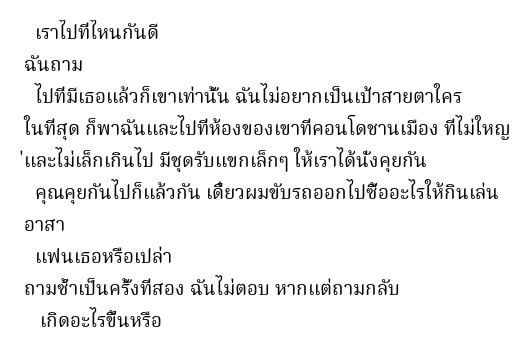 เราไปที่ไหนกันดี
ฉันถาม
ไปที่มีเธอแล้วก็เขาเท่านั้น ฉันไม่อยากเป็นเป้าสายตาใคร
ในที่สุด ก็พาฉันและไปที่ห้องของเขาที่คอนโดชานเมือง ที่ไม่ใหญ
่และไม่เล็กเกินไป มีชุดรับแขกเล็กๆ ให้เราได้นั่งคุยกัน
คุณคุยกันไปก็แล้วกัน เดี๋ยวผมขับรถออกไปซื้ออะไรให้กินเล่น
อาสา
แฟนเธอหรือเปล่า
ถามซ้ำเป็นครั้งที่สอง ฉันไม่ตอบ หากแต่ถามกลับ
เกิดอะไรขึ้นหรือ